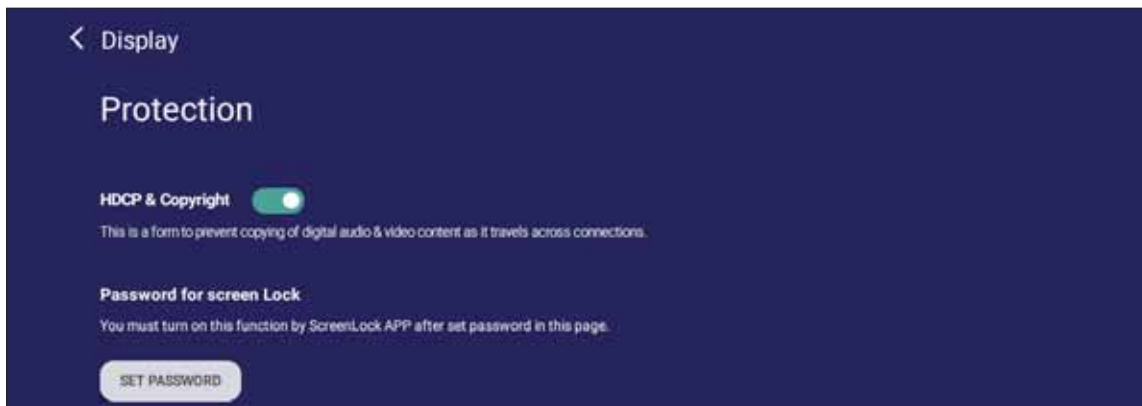 Display
Protection
HDCP & Copyright
This is a form to prevent copying of digital audio & video content as it travels across connections.
Password for screen Lock
You must turn on this function by ScreenLock APP after set password in this page.
SET PASSWORD